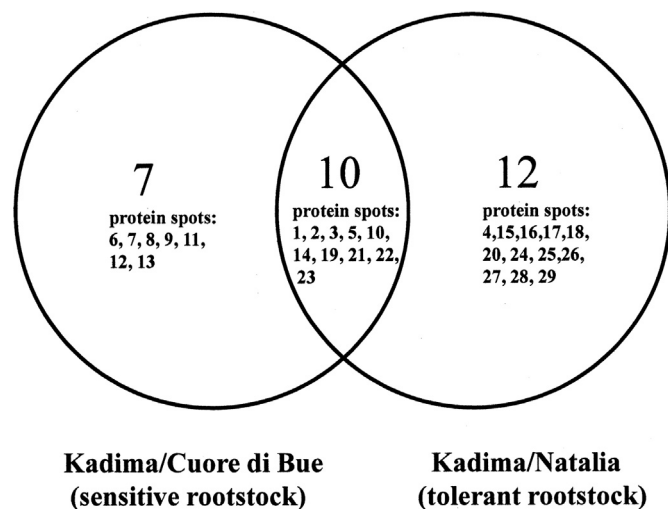 7
protein spots:
6, 7, 8, 9, 11,
12, 13
10
protein spots:
1, 2, 3, 5, 10,
14, 19, 21, 22,
23
12
protein spots:
4,15,16,17,18,
20, 24, 25,26,
27, 28, 29
Kadima/Cuore di Bue
(sensitive rootstock)
Kadima/Natalia
(tolerant rootstock)